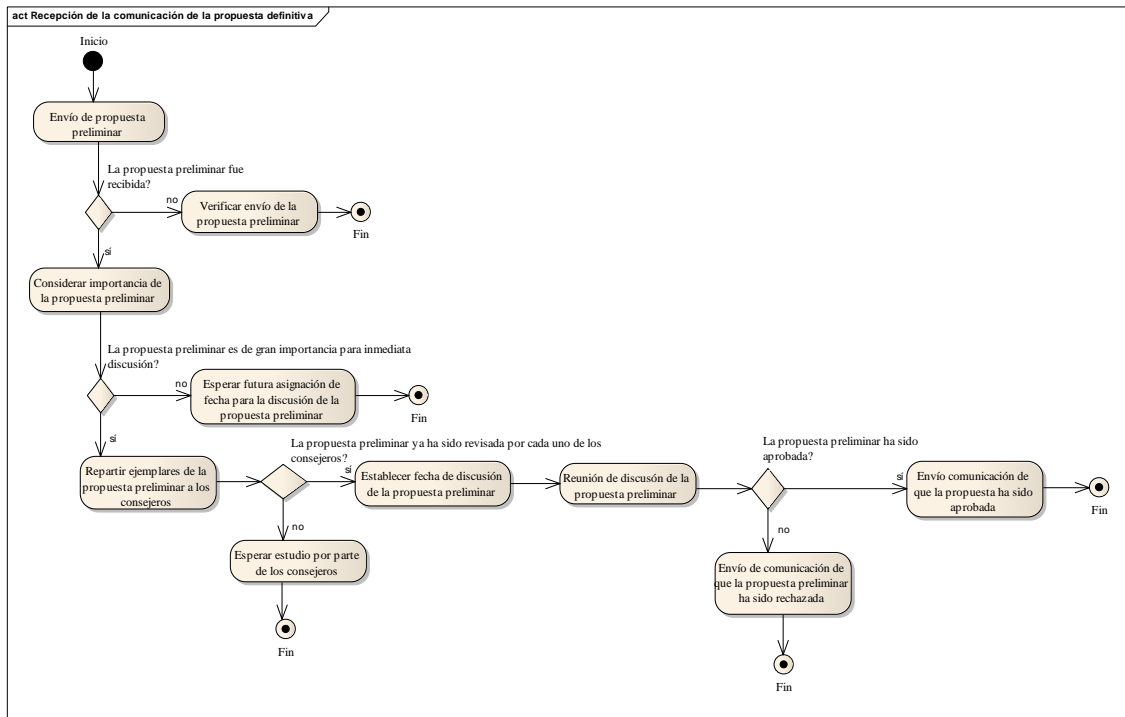 act Recepción de la comunicación de la propuesta definitiva
Inicio
Envío de propuesta
preliminar
La propuesta preliminar fue
recibida?
no
Verificar envío de la
propuesta preliminar
Fin
sí
Considerar importancia de
la propuesta preliminar
La propuesta preliminar es de gran importancia para inmediata
discusión?
no
Esperar futura asignación de
fecha para la discusión de la
propuesta preliminar
Fin
sí
Repartir ejemplares de la
propuesta preliminar a los
consejeros
La propuesta preliminar ya ha sido revisada por cada uno de los
consejeros?
sí
Establecer fecha de discusión
de la propuesta preliminar
Reunión de discusón de la
propuesta preliminar
La propuesta preliminar ha sido
aprobada?
sí
Envío comunicación de
que la propuesta ha sido
aprobada
Fin
no
Esperar estudio por parte
de los consejeros
Fin
no
Envío de comunicación de
que la propuesta preliminar
ha sido rechazada
Fin